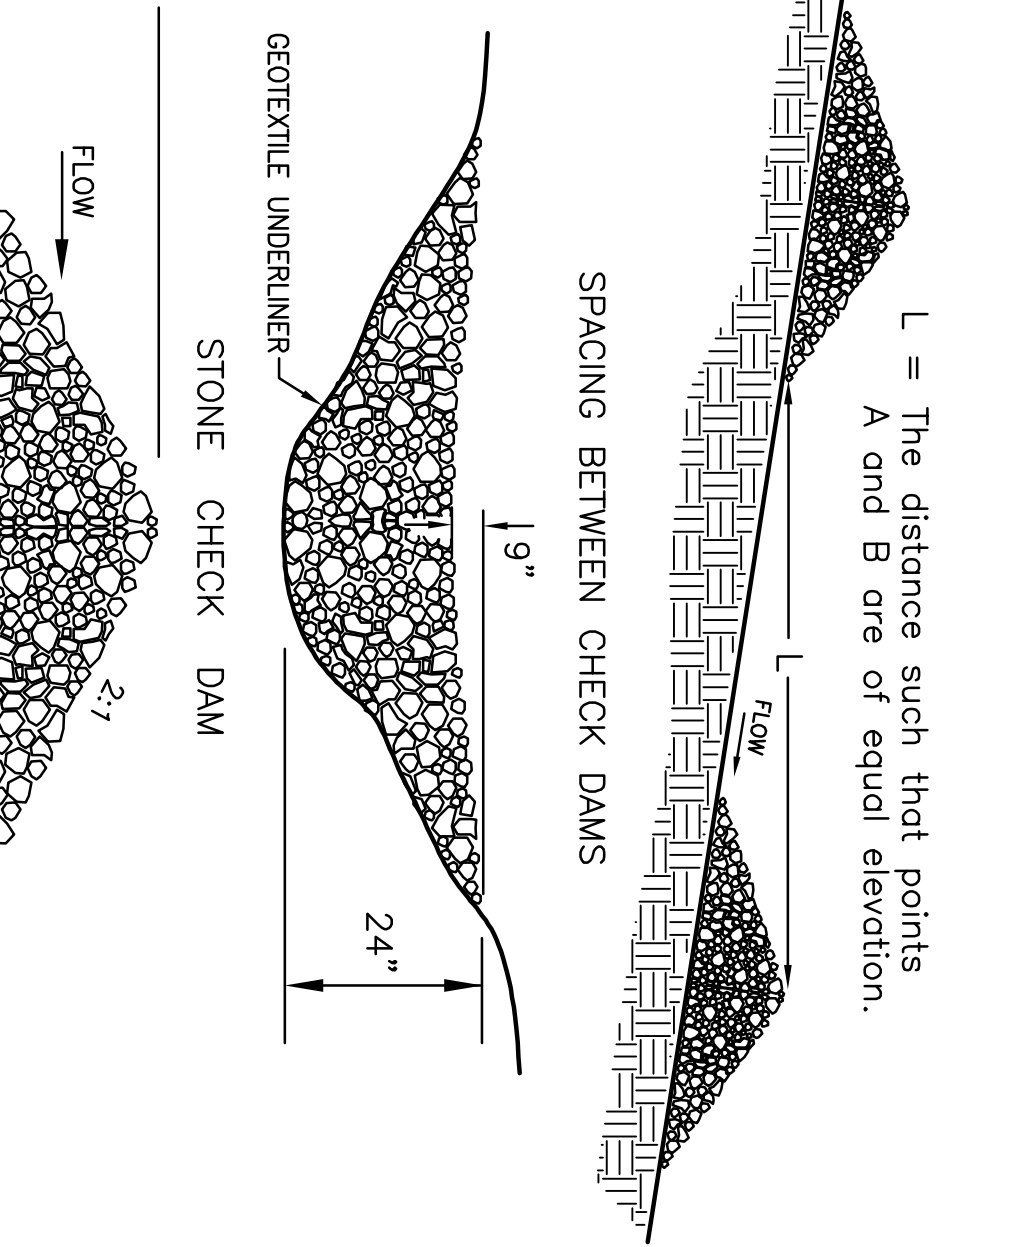 L = The distance such that points
A and B are of equal elevation.
L
FLOW
SPACING BETWEEN CHECK DAMS
9”
24”
GEOTEXTILE UNDERLINER
STONE CHECK DAM
FLOW
2:1